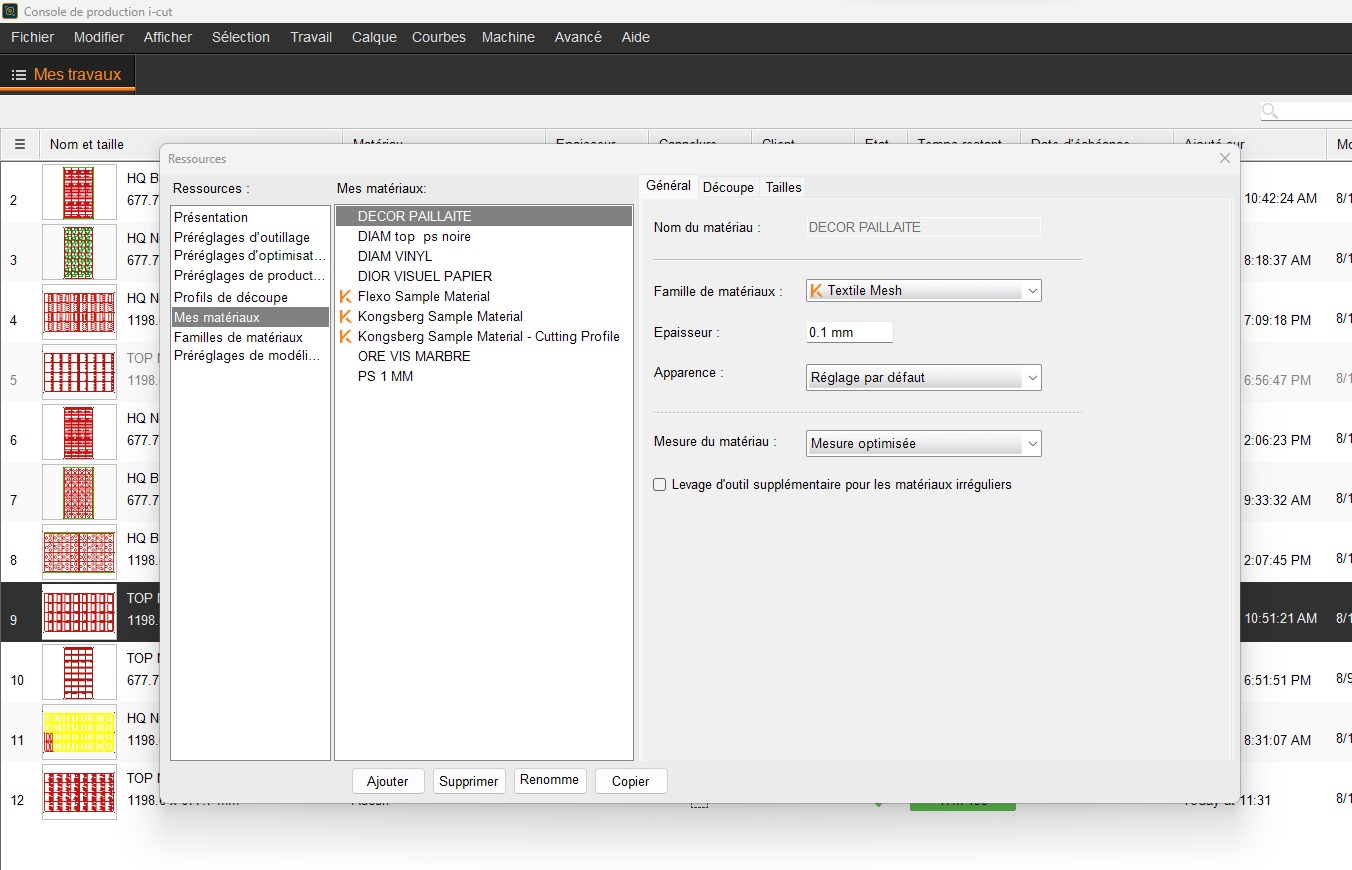 Console de production i-cut
Fichier Modifier Afficher Sélection Travail Calque Courbes Machine Avancé Aide
Mes travaux
Nom et taille Matériau Epaisseur Cannelure Client Etat Temps restant Date d'échéance Ajouté sur Mo
Ressources
Ressources : Mes matériaux:
Présentation
Préréglages d'outillage
Préréglages d'optimisat...
Préréglages de product...
Profils de découpe
Mes matériaux
Familles de matériaux
Préréglages de modéli...
DECOR PAILLAITE
DIAM top ps noire
DIAM VINYL
DIOR VISUEL PAPIER
Flexo Sample Material
Kongsberg Sample Material
Kongsberg Sample Material - Cutting Profile
ORE VIS MARBRE
PS 1 MM
Ajouter Supprimer Renomme Copier
Général Découpe Tailles
Nom du matériau : DECOR PAILLAITE
Famille de matériaux : Textile Mesh
Epaisseur : 0.1 mm
Apparence : Réglage par défaut
Mesure du matériau : Mesure optimisée
Levage d'outil supplémentaire pour les matériaux irréguliers
2 HQ B 677.7 10:42:24 AM 8/1
3 HQ N 677.7 8:18:37 AM 8/1
4 HQ N 1198. 7:09:18 PM 8/1
5 TOP N 1198. 6:56:47 PM 8/1
6 HQ N 677.7 2:06:23 PM 8/1
7 HQ B 677.7 9:33:32 AM 8/1
8 HQ B 1198. 2:07:45 PM 8/1
9 TOP N 1198. 10:51:21 AM 8/1
10 TOP N 677.7 6:51:51 PM 8/9
11 HQ N 1198. 8:31:07 AM 8/1
12 TOP N Today at 11:31 8/1